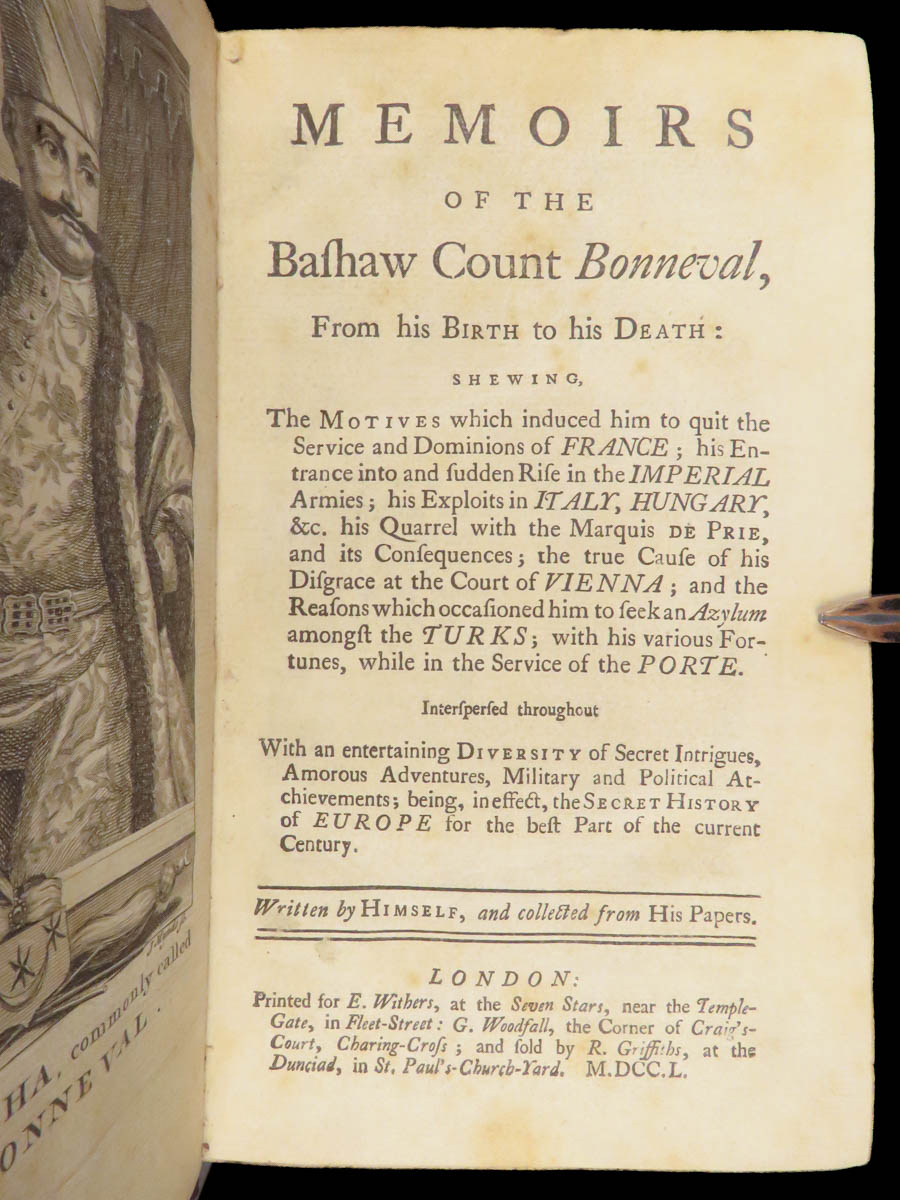 MEMOIRS
OF THE
Baſhaw Count Bonneval,
From his BIRTH to his DEATH:
SHEWING,
The MOTIVES which induced him to quit the
Service and Dominions of FRANCE; his En-
trance into and ſudden Riſe in the IMPERIAL
Armies; his Exploits in ITALY, HUNGARY,
&c. his Quarrel with the Marquis DE PRIE,
and its Conſequences; the true Cauſe of his
Diſgrace at the Court of VIENNA; and the
Reaſons which occaſioned him to ſeek an Azylum
amongſt the TURKS; with his various For-
tunes, while in the Service of the PORTE.
Interſperſed throughout
With an entertaining DIVERSITY of Secret Intrigues,
Amorous Adventures, Military and Political At-
chievements; being, in effect, the SECRET HISTORY
of EUROPE for the beſt Part of the current
Century.
Written by HIMSELF, and collected from His Papers.
LONDON:
Printed for E. Withers, at the Seven Stars, near the Temple-
Gate, in Fleet-Street: G. Woodfall, the Corner of Craig's-
Court, Charing-Croſs; and ſold by R. Griffiths, at the
Dunciad, in St. Paul's-Church-Yard. M.DCC.L.
HA, commonly called
ONNEVAL.